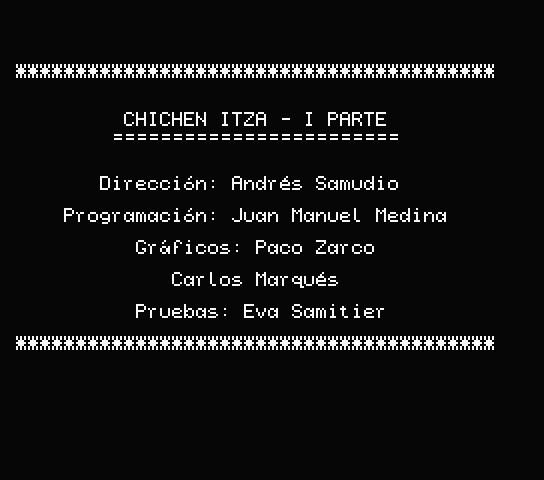 ****************************************
CHICHEN ITZA - I PARTE
========================
Dirección: Andrés Samudio
Programación: Juan Manuel Medina
Gráficos: Paco Zarco
Carlos Marqués
Pruebas: Eva Samitier
****************************************